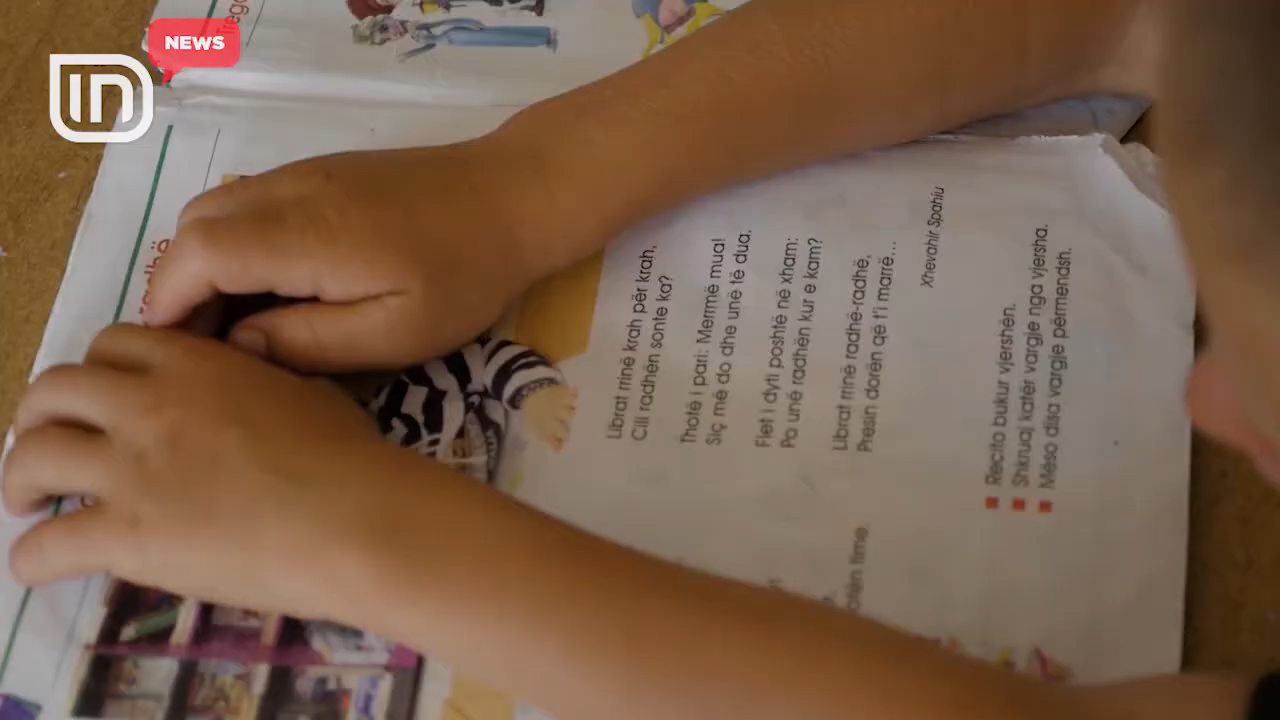 NEWS
in
Librat rrinë krah për krah,
Cili radhën sonte ka?
Thotë i pari: Merrmë mua!
Siç më do dhe unë të dua.
Flet i dyti poshtë në xham:
Po unë radhën kur e kam?
Librat rrinë radhë-radhë,
Presin dorën që t'i marrë...
Xhevahir Spahiu
Recito bukur vjershën.
Shkruaj katër vargje nga vjersha.
Mëso disa vargje përmendsh.
time.